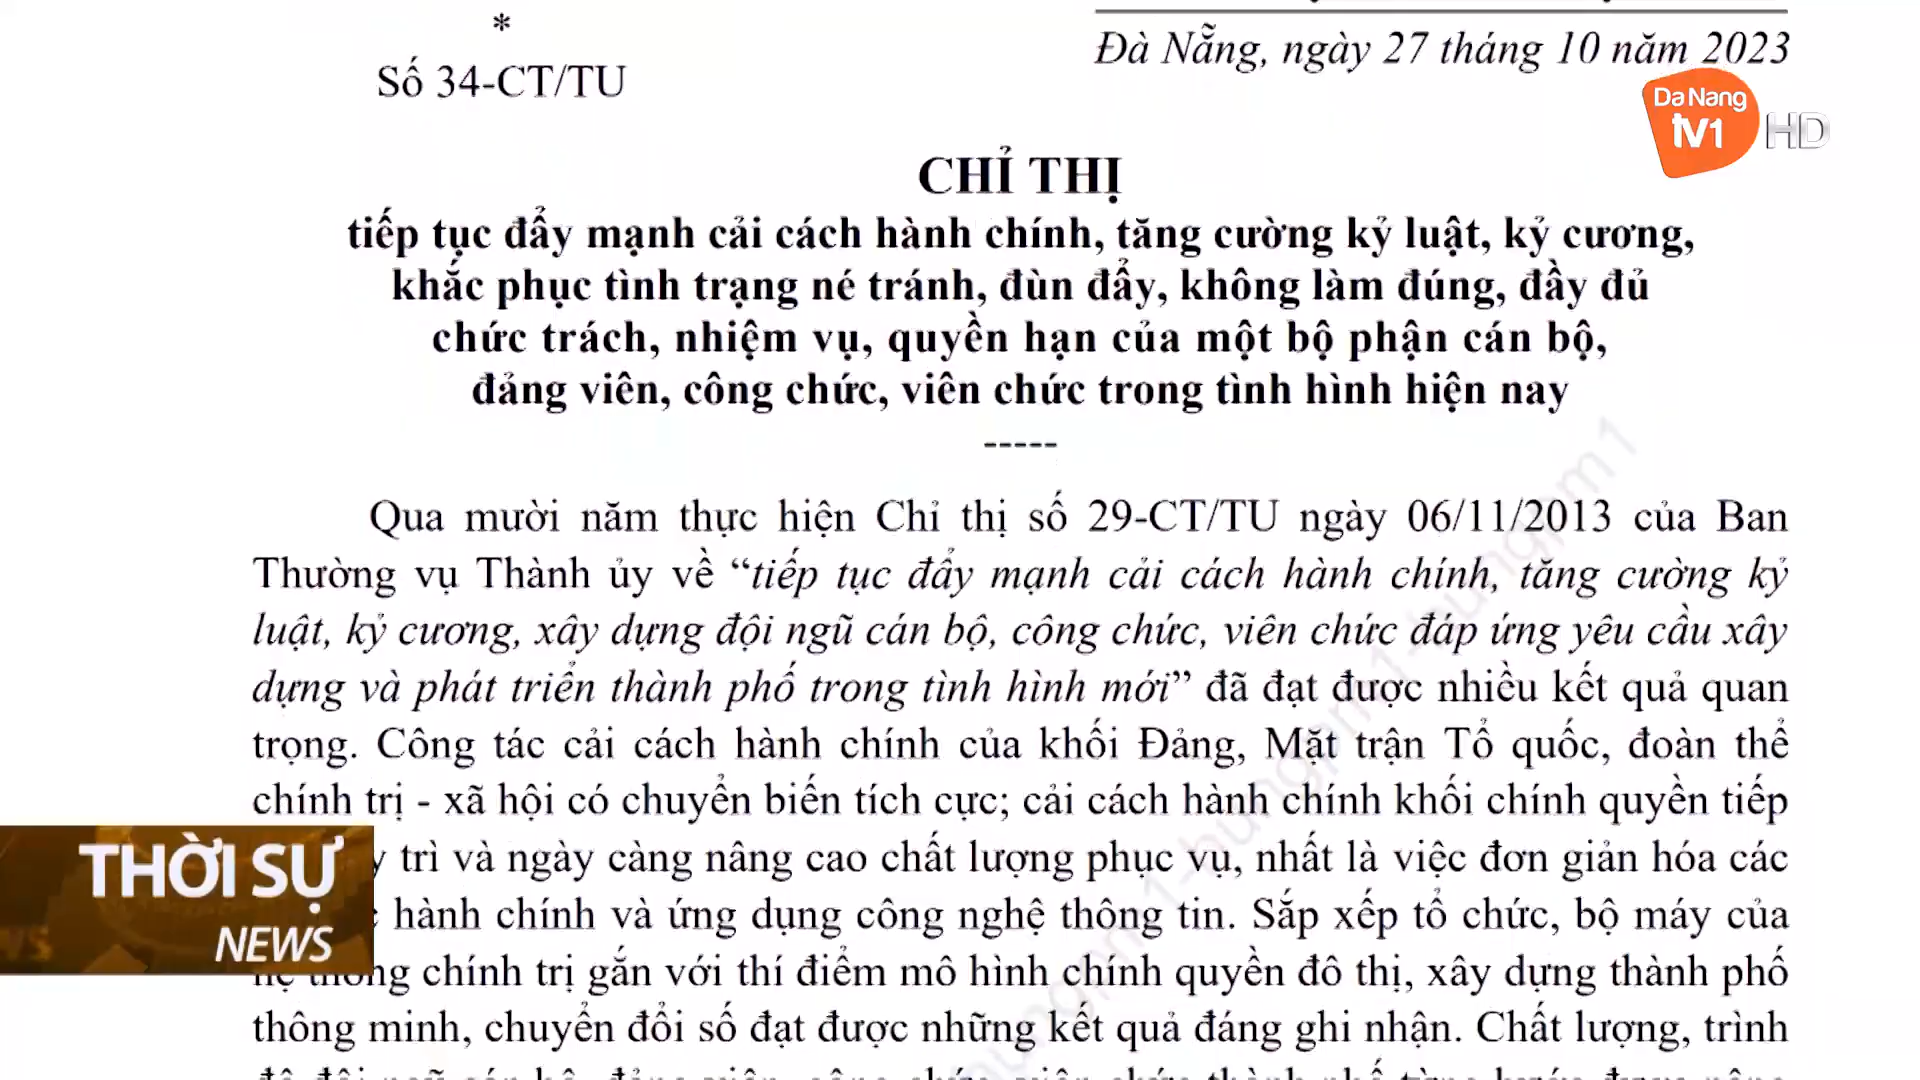 *
Số 34-CT/TU
Đà Nẵng, ngày 27 tháng 10 năm 2023
Da Nang
tv1 HD
CHỈ THỊ
tiếp tục đẩy mạnh cải cách hành chính, tăng cường kỷ luật, kỷ cương,
khắc phục tình trạng né tránh, đùn đẩy, không làm đúng, đầy đủ
chức trách, nhiệm vụ, quyền hạn của một bộ phận cán bộ,
đảng viên, công chức, viên chức trong tình hình hiện nay
-----
Qua mười năm thực hiện Chỉ thị số 29-CT/TU ngày 06/11/2013 của Ban
Thường vụ Thành ủy về “tiếp tục đẩy mạnh cải cách hành chính, tăng cường kỷ
luật, kỷ cương, xây dựng đội ngũ cán bộ, công chức, viên chức đáp ứng yêu cầu xây
dựng và phát triển thành phố trong tình hình mới” đã đạt được nhiều kết quả quan
trọng. Công tác cải cách hành chính của khối Đảng, Mặt trận Tổ quốc, đoàn thể
chính trị - xã hội có chuyển biến tích cực; cải cách hành chính khối chính quyền tiếp
trì và ngày càng nâng cao chất lượng phục vụ, nhất là việc đơn giản hóa các
hành chính và ứng dụng công nghệ thông tin. Sắp xếp tổ chức, bộ máy của
hệ thống chính trị gắn với thí điểm mô hình chính quyền đô thị, xây dựng thành phố
thông minh, chuyển đổi số đạt được những kết quả đáng ghi nhận. Chất lượng, trình
THỜI SỰ
NEWS